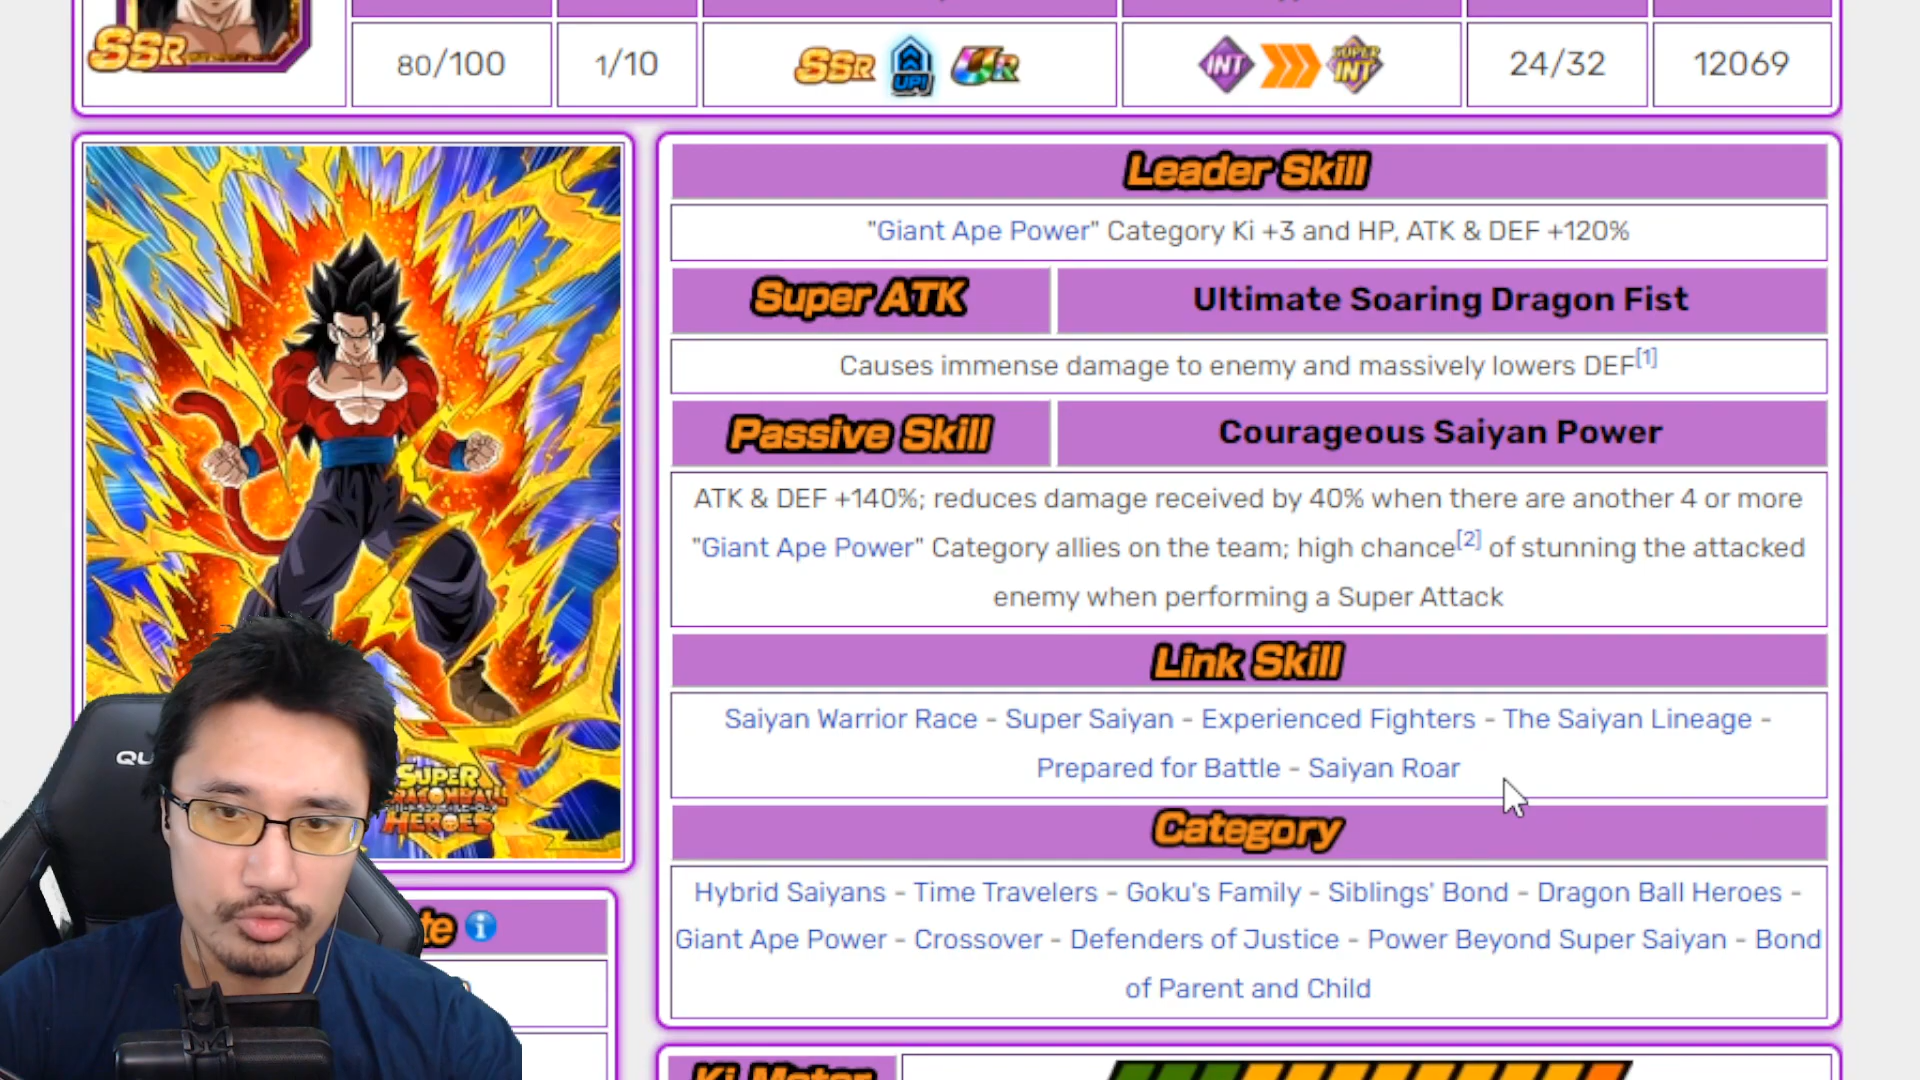 SSR
80/100
1/10
SSR UP! UR
INT SUPER INT
24/32
12069
Leader Skill
"Giant Ape Power" Category Ki +3 and HP, ATK & DEF +120%
Super ATK
Ultimate Soaring Dragon Fist
Causes immense damage to enemy and massively lowers DEF[1]
Passive Skill
Courageous Saiyan Power
ATK & DEF +140%; reduces damage received by 40% when there are another 4 or more
"Giant Ape Power" Category allies on the team; high chance[2] of stunning the attacked
enemy when performing a Super Attack
Link Skill
Saiyan Warrior Race - Super Saiyan - Experienced Fighters - The Saiyan Lineage -
Prepared for Battle - Saiyan Roar
Category
Hybrid Saiyans - Time Travelers - Goku's Family - Siblings' Bond - Dragon Ball Heroes -
Giant Ape Power - Crossover - Defenders of Justice - Power Beyond Super Saiyan - Bond
of Parent and Child
Ki Meter
SUPER
DRAGONBALL
HEROES
QU
te i